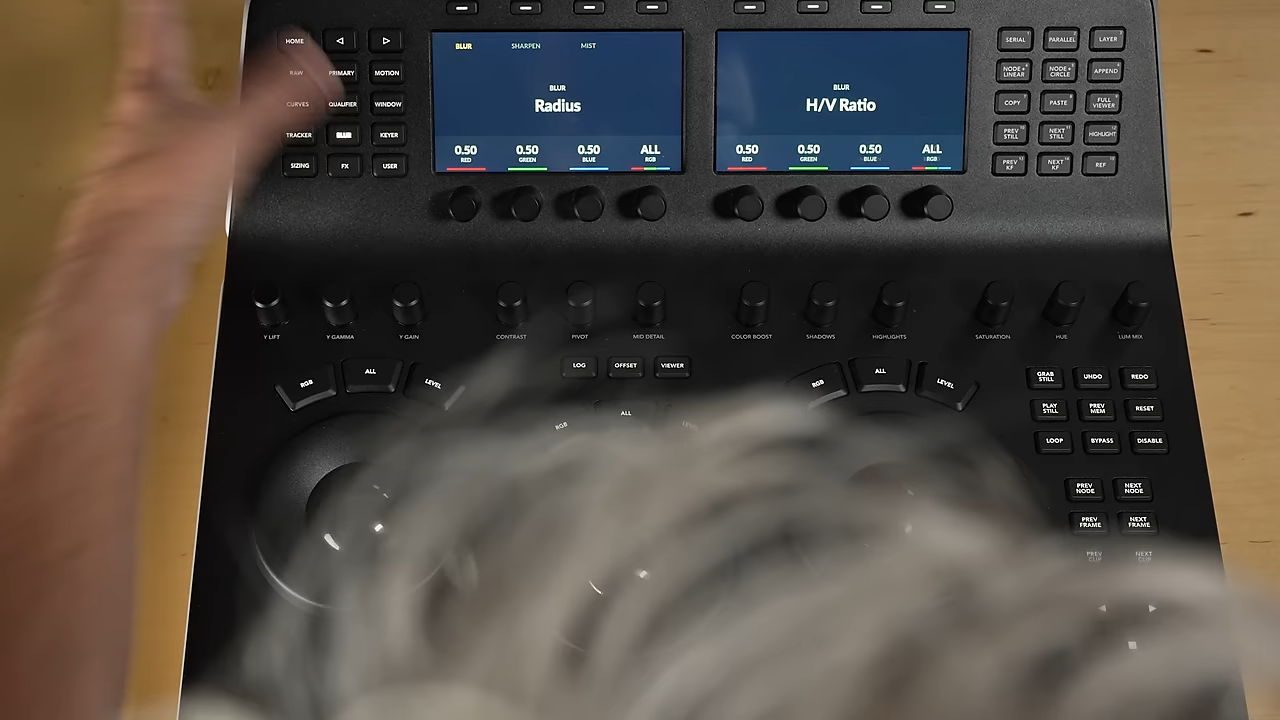 HOME
RAW PRIMARY MOTION
CURVES QUALIFIER WINDOW
TRACKER BLUR KEYER
SIZING FX USER
BLUR SHARPEN MIST
BLUR
Radius
0.50 0.50 0.50 ALL
RED GREEN BLUE RGB
BLUR
H/V Ratio
0.50 0.50 0.50 ALL
RED GREEN BLUE RGB
SERIAL PARALLEL LAYER
NODE+ LINEAR NODE+ CIRCLE APPEND
COPY PASTE FULL VIEWER
PREV STILL NEXT STILL HIGHLIGHT
PREV KF NEXT KF REF
Y LIFT Y GAMMA Y GAIN CONTRAST PIVOT MID DETAIL COLOR BOOST SHADOWS HIGHLIGHTS SATURATION HUE LUM MIX
RGB ALL LEVEL
LOG OFFSET VIEWER
RGB ALL
RGB ALL LEVEL
GRAB STILL UNDO REDO
PLAY STILL PREV MEM RESET
LOOP BYPASS DISABLE
PREV NODE NEXT NODE
PREV FRAME NEXT FRAME
PREV CLIP NEXT CLIP